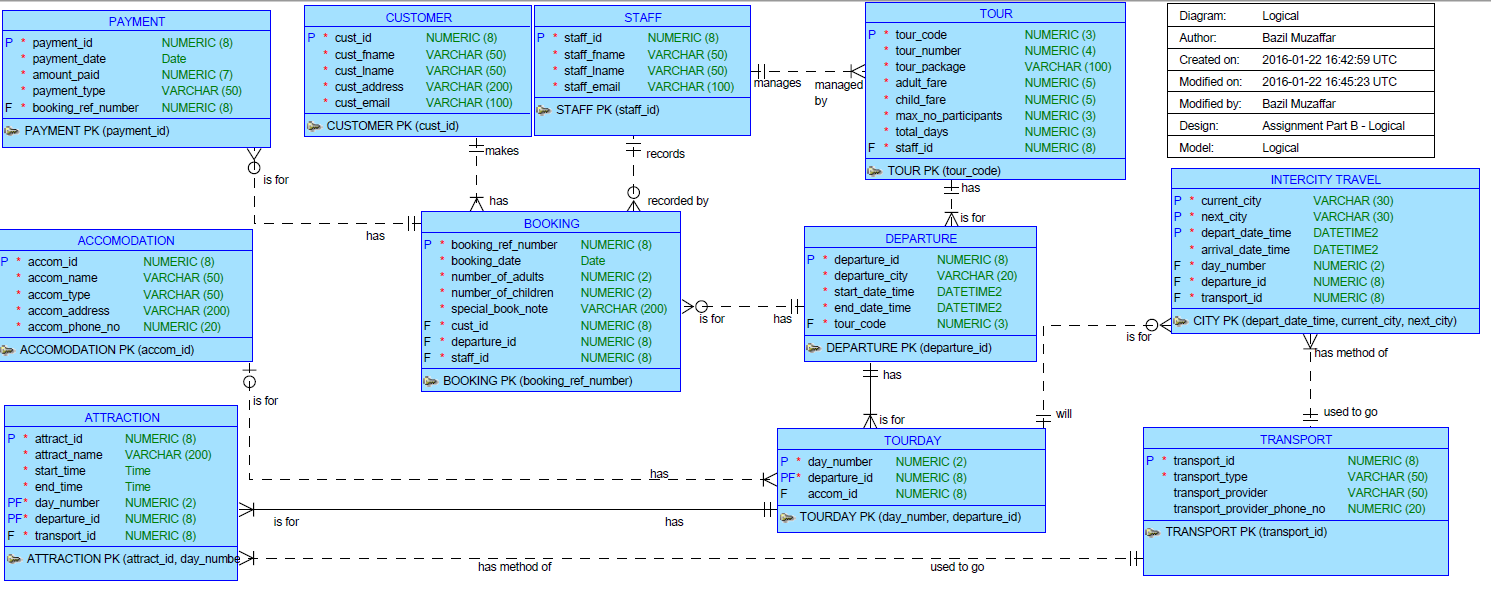 PAYMENT
P * payment_id NUMERIC (8)
* payment_date Date
* amount_paid NUMERIC (7)
* payment_type VARCHAR (50)
F * booking_ref_number NUMERIC (8)
PAYMENT PK (payment_id)
CUSTOMER
P * cust_id NUMERIC (8)
* cust_fname VARCHAR (50)
* cust_lname VARCHAR (50)
* cust_address VARCHAR (200)
* cust_email VARCHAR (100)
CUSTOMER PK (cust_id)
STAFF
P * staff_id NUMERIC (8)
* staff_fname VARCHAR (50)
* staff_lname VARCHAR (50)
* staff_email VARCHAR (100)
STAFF PK (staff_id)
manages
managed
by
TOUR
P * tour_code NUMERIC (3)
* tour_number NUMERIC (4)
* tour_package VARCHAR (100)
* adult_fare NUMERIC (5)
* child_fare NUMERIC (5)
* max_no_participants NUMERIC (3)
* total_days NUMERIC (3)
F * staff_id NUMERIC (8)
TOUR PK (tour_code)
Diagram: Logical
Author: Bazil Muzaffar
Created on: 2016-01-22 16:42:59 UTC
Modified on: 2016-01-22 16:45:23 UTC
Modified by: Bazil Muzaffar
Design: Assignment Part B - Logical
Model: Logical
is for
has
makes
has
records
recorded by
has
is for
ACCOMODATION
P * accom_id NUMERIC (8)
* accom_name VARCHAR (50)
* accom_type VARCHAR (50)
* accom_address VARCHAR (200)
* accom_phone_no NUMERIC (20)
ACCOMODATION PK (accom_id)
BOOKING
P * booking_ref_number NUMERIC (8)
* booking_date Date
* number_of_adults NUMERIC (2)
* number_of_children NUMERIC (2)
* special_book_note VARCHAR (200)
F * cust_id NUMERIC (8)
F * departure_id NUMERIC (8)
F * staff_id NUMERIC (8)
BOOKING PK (booking_ref_number)
is for
has
DEPARTURE
P * departure_id NUMERIC (8)
* departure_city VARCHAR (20)
* start_date_time DATETIME2
* end_date_time DATETIME2
F * tour_code NUMERIC (3)
DEPARTURE PK (departure_id)
INTERCITY TRAVEL
P * current_city VARCHAR (30)
P * next_city VARCHAR (30)
P * depart_date_time DATETIME2
* arrival_date_time DATETIME2
F * day_number NUMERIC (2)
F * departure_id NUMERIC (8)
F * transport_id NUMERIC (8)
CITY PK (depart_date_time, current_city, next_city)
is for
will
has method of
used to go
has
is for
is for
has
ATTRACTION
P * attract_id NUMERIC (8)
* attract_name VARCHAR (200)
* start_time Time
* end_time Time
PF* day_number NUMERIC (2)
PF* departure_id NUMERIC (8)
F * transport_id NUMERIC (8)
ATTRACTION PK (attract_id, day_numbe
TOURDAY
P * day_number NUMERIC (2)
PF* departure_id NUMERIC (8)
F accom_id NUMERIC (8)
TOURDAY PK (day_number, departure_id)
TRANSPORT
P * transport_id NUMERIC (8)
* transport_type VARCHAR (50)
transport_provider VARCHAR (50)
transport_provider_phone_no NUMERIC (20)
TRANSPORT PK (transport_id)
is for
has
has method of
used to go